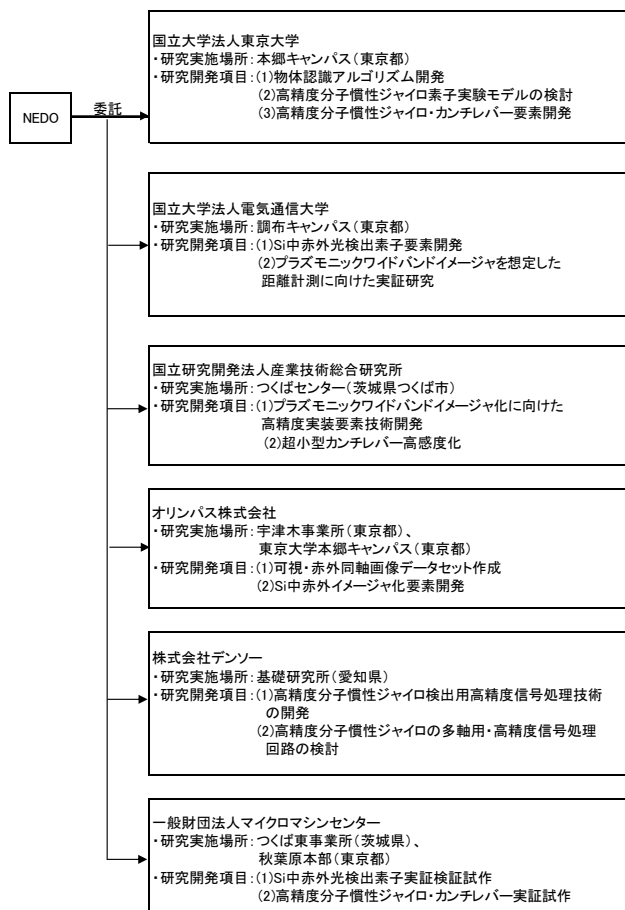 NEDO
委託
国立大学法人東京大学
・研究実施場所：本郷キャンパス（東京都）
・研究開発項目：(1)物体認識アルゴリズム開発
(2)高精度分子慣性ジャイロ素子実験モデルの検討
(3)高精度分子慣性ジャイロ・カンチレバー要素開発
国立大学法人電気通信大学
・研究実施場所：調布キャンパス（東京都）
・研究開発項目：(1)Si中赤外光検出素子要素開発
(2)プラズモニックワイドバンドイメージャを想定した
距離計測に向けた実証研究
国立研究開発法人産業技術総合研究所
・研究実施場所：つくばセンター（茨城県つくば市）
・研究開発項目：(1)プラズモニックワイドバンドイメージャ化に向けた
高精度実装要素技術開発
(2)超小型カンチレバー高感度化
オリンパス株式会社
・研究実施場所：宇津木事業所（東京都）、
東京大学本郷キャンパス（東京都）
・研究開発項目：(1)可視・赤外同軸画像データセット作成
(2)Si中赤外イメージャ化要素開発
株式会社デンソー
・研究実施場所：基礎研究所（愛知県）
・研究開発項目：(1)高精度分子慣性ジャイロ検出用高精度信号処理技術
の開発
(2)高精度分子慣性ジャイロの多軸用・高精度信号処理
回路の検討
一般財団法人マイクロマシンセンター
・研究実施場所：つくば東事業所（茨城県）、
秋葉原本部（東京都）
・研究開発項目：(1)Si中赤外光検出素子実証検証試作
(2)高精度分子慣性ジャイロ・カンチレバー実証試作